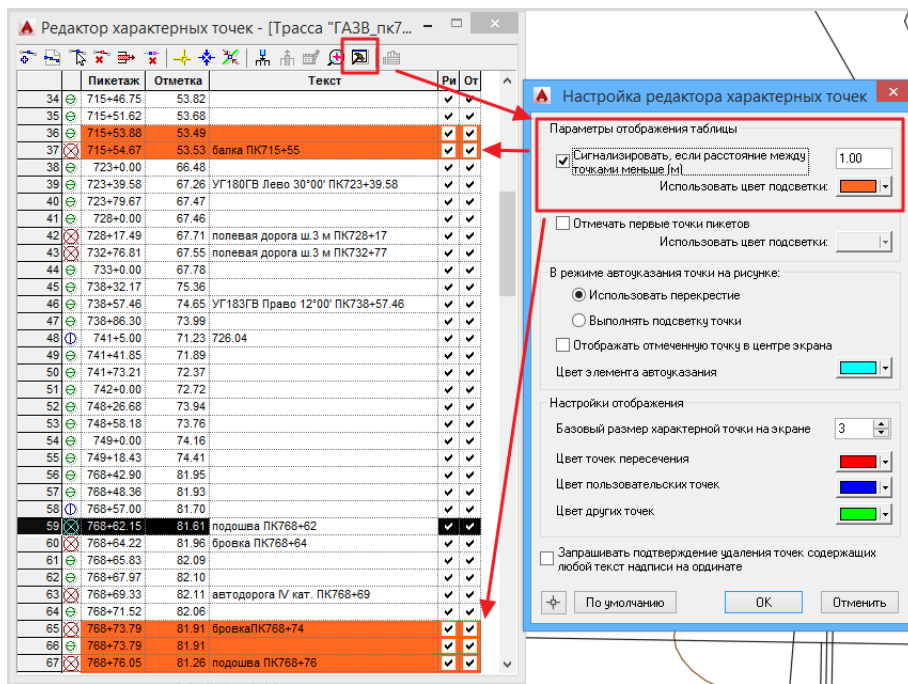 Редактор характерных точек - [Трасса "ГАЗВ_пк7...
Пикетаж Отметка Текст Ри От
34 715+46.75 53.82
35 715+51.62 53.68
36 715+53.88 53.49
37 715+54.67 53.53 балка ПК715+55
38 723+0.00 66.48
39 723+39.58 67.26 УГ180ГВ Лево 30°00' ПК723+39.58
40 723+79.67 67.47
41 728+0.00 67.46
42 728+17.49 67.71 полевая дорога ш.3 м ПК728+17
43 732+76.81 67.55 полевая дорога ш.3 м ПК732+77
44 733+0.00 67.78
45 738+32.17 75.36
46 738+57.46 74.65 УГ183ГВ Право 12°00' ПК738+57.46
47 738+86.30 73.99
48 741+5.00 71.23 726.04
49 741+41.85 71.89
50 741+73.21 72.37
51 742+0.00 72.72
52 748+26.68 73.94
53 748+58.18 73.76
54 749+0.00 74.16
55 749+18.43 74.41
56 768+42.90 81.95
57 768+48.36 81.93
58 768+57.00 81.70
59 768+62.15 81.61 подошва ПК768+62
60 768+64.22 81.96 бровка ПК768+64
61 768+65.83 82.09
62 768+67.97 82.10
63 768+69.33 82.11 автодорога IV кат. ПК768+69
64 768+71.52 82.06
65 768+73.79 81.91 бровкаПК768+74
66 768+73.79 81.91
67 768+76.05 81.26 подошва ПК768+76
Настройка редактора характерных точек
Параметры отображения таблицы
Сигнализировать, если расстояние между
точками меньше [м] 1.00
Использовать цвет подсветки:
Отмечать первые точки пикетов
Использовать цвет подсветки:
В режиме автоуказания точки на рисунке:
Использовать перекрестие
Выполнять подсветку точки
Отображать отмеченную точку в центре экрана
Цвет элемента автоуказания
Настройки отображения
Базовый размер характерной точки на экране 3
Цвет точек пересечения
Цвет пользовательских точек
Цвет других точек
Запрашивать подтверждение удаления точек содержащих
любой текст надписи на ординате
По умолчанию OK Отменить